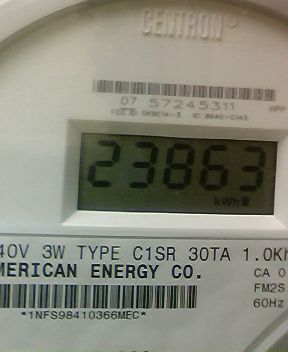 CENTRON
07 57245311
23863
kWh
40V 3W TYPE C1SR 30TA 1.0Kh
MERICAN ENERGY CO.
CA 0
FM2S
60Hz
*1NFS98410366MEC*